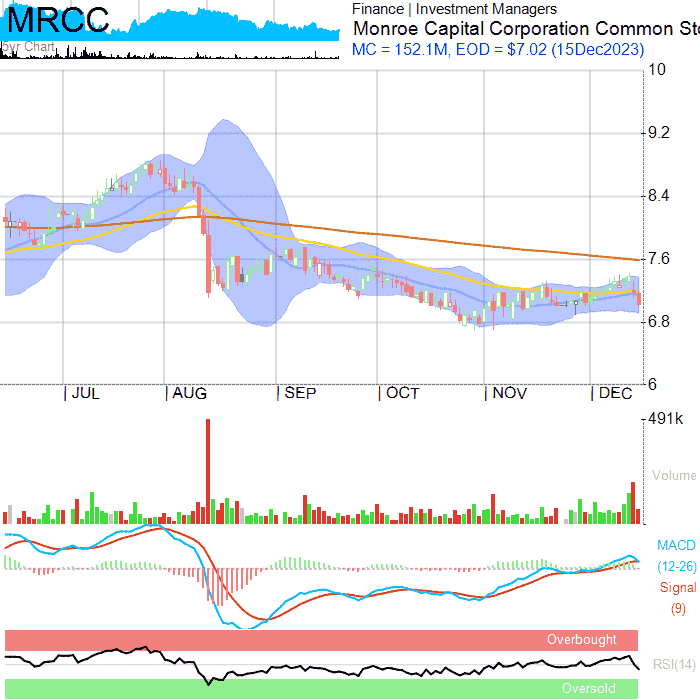 MRCC
5yr Chart
Finance | Investment Managers
Monroe Capital Corporation Common Sto
MC = 152.1M, EOD = $7.02 (15Dec2023)
10
9.2
8.4
7.6
6.8
6
JUL
AUG
SEP
OCT
NOV
DEC
491k
Volume
MACD
(12-26)
Signal
(9)
Overbought
RSI(14)
Oversold